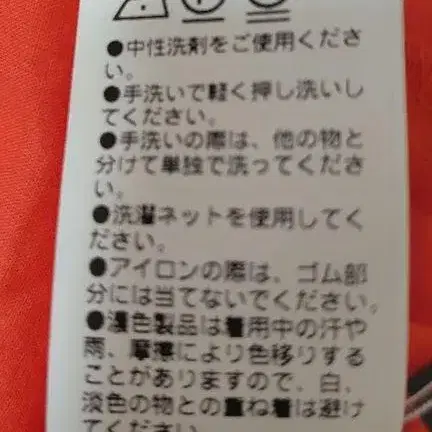 ●中性洗剤をご使用くださ
い。
●手洗いで軽く押し洗いし
てください。
●手洗いの際は、他の物と
分けて単独で洗ってくださ
い。
●洗濯ネットを使用してく
ださい。
●アイロンの際は、ゴム部
分には当てないでください。
●濃色製品は着用中の汗や
雨、摩擦により色移りする
ことがありますので、白、
淡色の物との重ね着は避け
てください